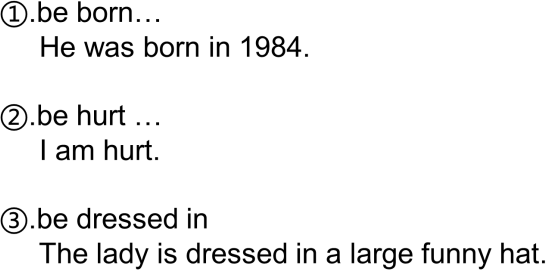 ①.be born…
He was born in 1984.
②.be hurt …
I am hurt.
③.be dressed in
The lady is dressed in a large funny hat.